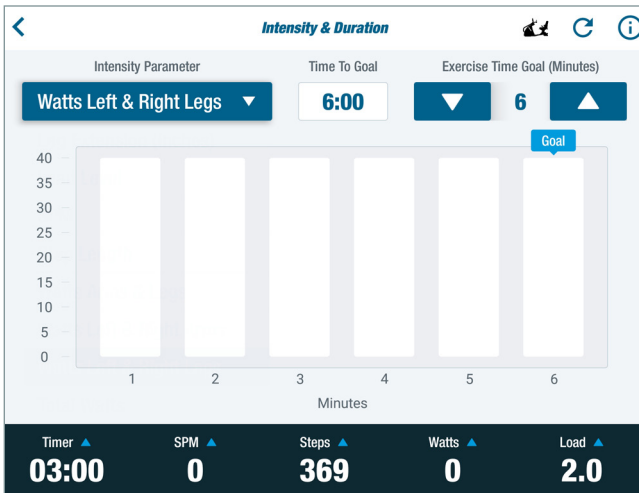 Intensity & Duration
Intensity Parameter Time To Goal Exercise Time Goal (Minutes)
Watts Left & Right Legs 6:00 6
Goal
40
35
30
25
20
15
10
5
0
1 2 3 4 5 6
Minutes
Timer SPM Steps Watts Load
03:00 0 369 0 2.0